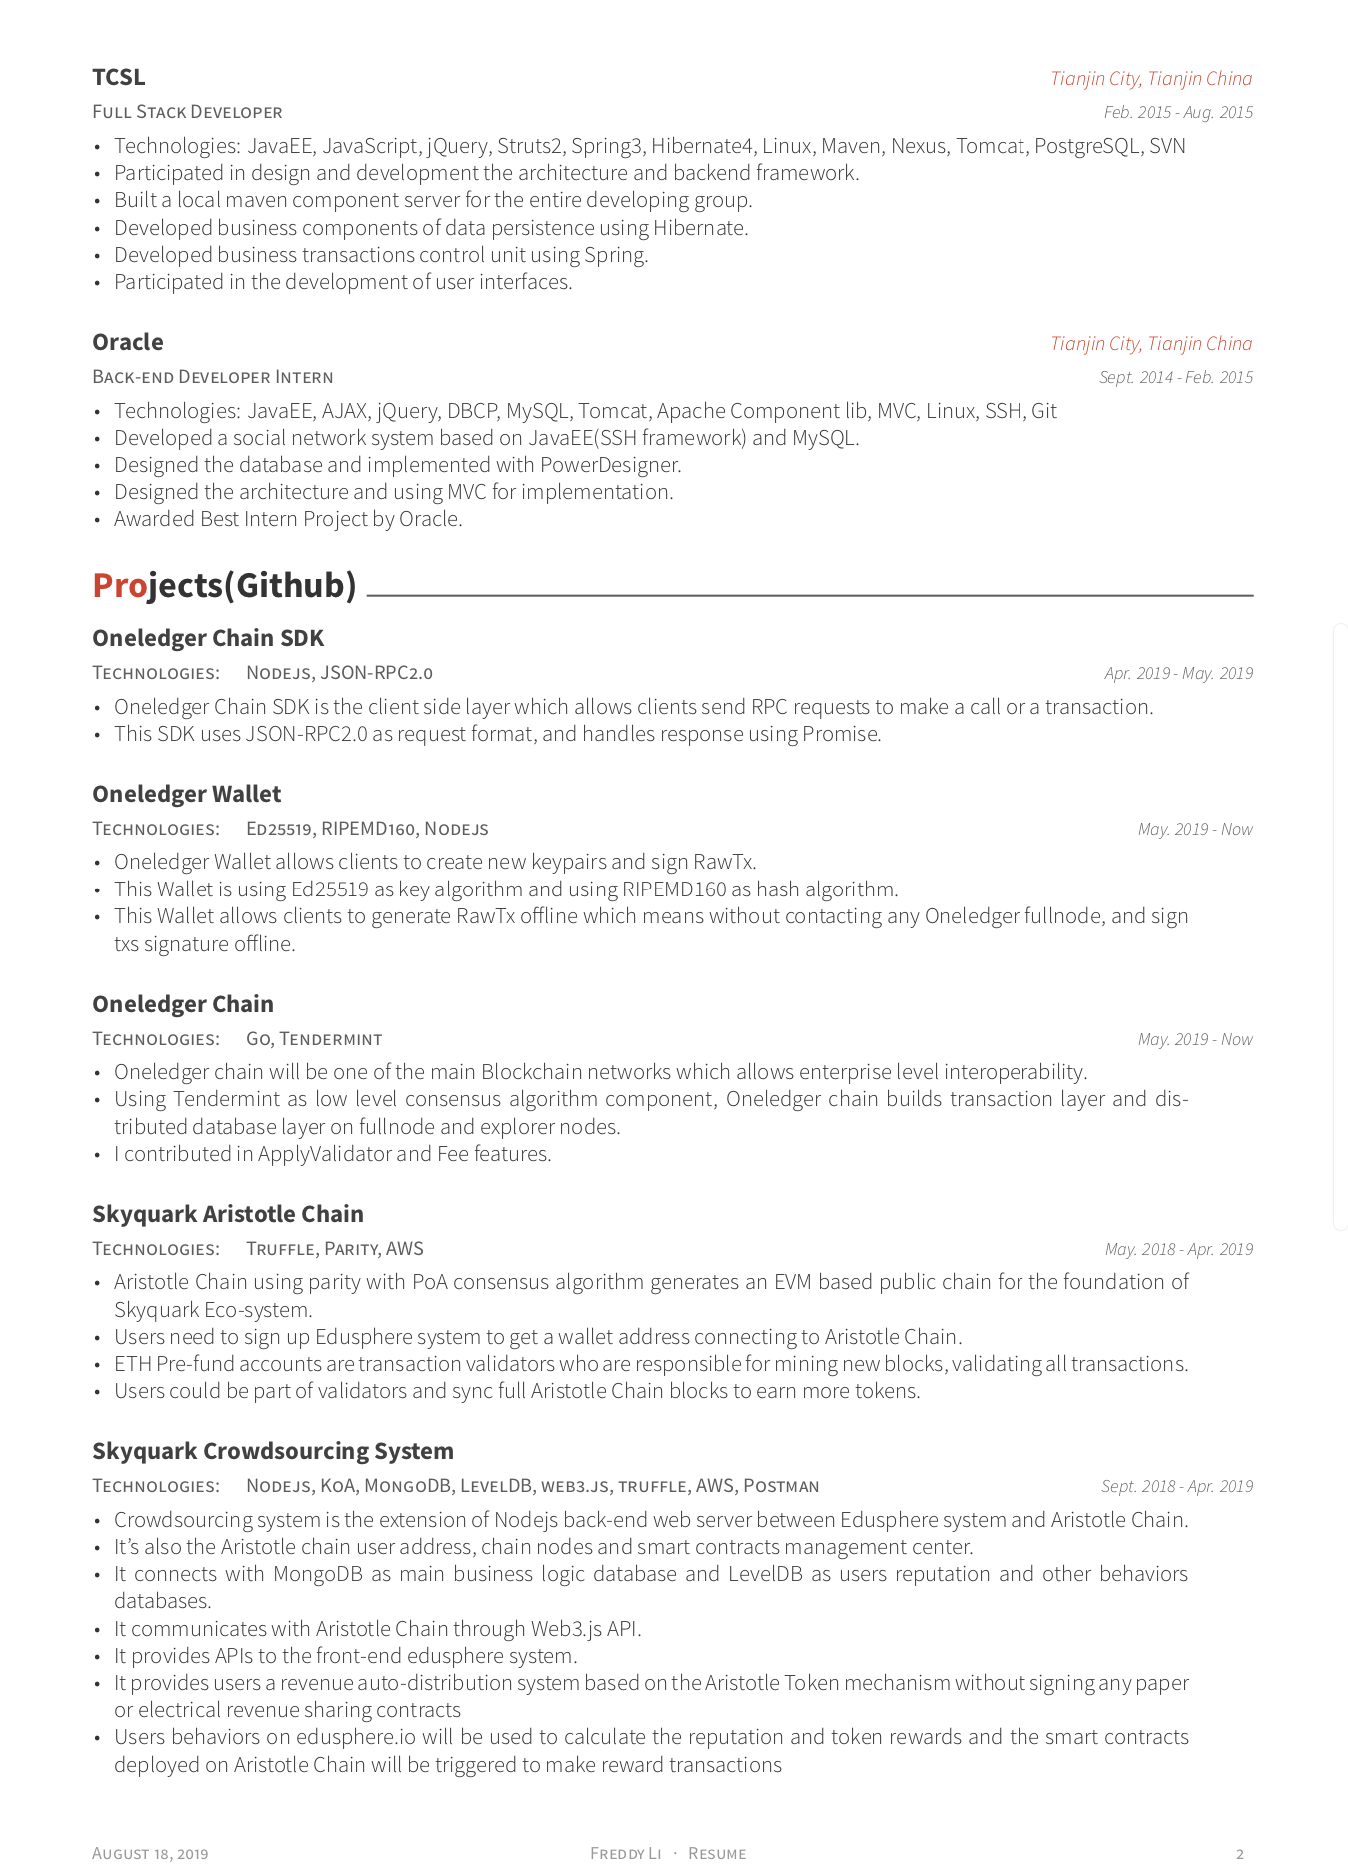 TCSL
Tianjin City, Tianjin China
Full Stack Developer
Feb. 2015 - Aug. 2015
• Technologies: JavaEE, JavaScript, jQuery, Struts2, Spring3, Hibernate4, Linux, Maven, Nexus, Tomcat, PostgreSQL, SVN
• Participated in design and development the architecture and backend framework.
• Built a local maven component server for the entire developing group.
• Developed business components of data persistence using Hibernate.
• Developed business transactions control unit using Spring.
• Participated in the development of user interfaces.
Oracle
Tianjin City, Tianjin China
Back-end Developer Intern
Sept. 2014 - Feb. 2015
• Technologies: JavaEE, AJAX, jQuery, DBCP, MySQL, Tomcat, Apache Component lib, MVC, Linux, SSH, Git
• Developed a social network system based on JavaEE(SSH framework) and MySQL.
• Designed the database and implemented with PowerDesigner.
• Designed the architecture and using MVC for implementation.
• Awarded Best Intern Project by Oracle.
Projects(Github)
Oneledger Chain SDK
Technologies: Nodejs, JSON-RPC2.0
Apr. 2019 - May. 2019
• Oneledger Chain SDK is the client side layer which allows clients send RPC requests to make a call or a transaction.
• This SDK uses JSON-RPC2.0 as request format, and handles response using Promise.
Oneledger Wallet
Technologies: Ed25519, RIPEMD160, Nodejs
May. 2019 - Now
• Oneledger Wallet allows clients to create new keypairs and sign RawTx.
• This Wallet is using Ed25519 as key algorithm and using RIPEMD160 as hash algorithm.
• This Wallet allows clients to generate RawTx offline which means without contacting any Oneledger fullnode, and sign
txs signature offline.
Oneledger Chain
Technologies: Go, Tendermint
May. 2019 - Now
• Oneledger chain will be one of the main Blockchain networks which allows enterprise level interoperability.
• Using Tendermint as low level consensus algorithm component, Oneledger chain builds transaction layer and dis-
tributed database layer on fullnode and explorer nodes.
• I contributed in ApplyValidator and Fee features.
Skyquark Aristotle Chain
Technologies: Truffle, Parity, AWS
May. 2018 - Apr. 2019
• Aristotle Chain using parity with PoA consensus algorithm generates an EVM based public chain for the foundation of
Skyquark Eco-system.
• Users need to sign up Edusphere system to get a wallet address connecting to Aristotle Chain.
• ETH Pre-fund accounts are transaction validators who are responsible for mining new blocks, validating all transactions.
• Users could be part of validators and sync full Aristotle Chain blocks to earn more tokens.
Skyquark Crowdsourcing System
Technologies: Nodejs, KoA, MongoDB, LevelDB, web3.js, truffle, AWS, Postman
Sept. 2018 - Apr. 2019
• Crowdsourcing system is the extension of Nodejs back-end web server between Edusphere system and Aristotle Chain.
• It's also the Aristotle chain user address, chain nodes and smart contracts management center.
• It connects with MongoDB as main business logic database and LevelDB as users reputation and other behaviors
databases.
• It communicates with Aristotle Chain through Web3.js API.
• It provides APIs to the front-end edusphere system.
• It provides users a revenue auto-distribution system based on the Aristotle Token mechanism without signing any paper
or electrical revenue sharing contracts
• Users behaviors on edusphere.io will be used to calculate the reputation and token rewards and the smart contracts
deployed on Aristotle Chain will be triggered to make reward transactions
August 18, 2019
Freddy Li · Resume
2